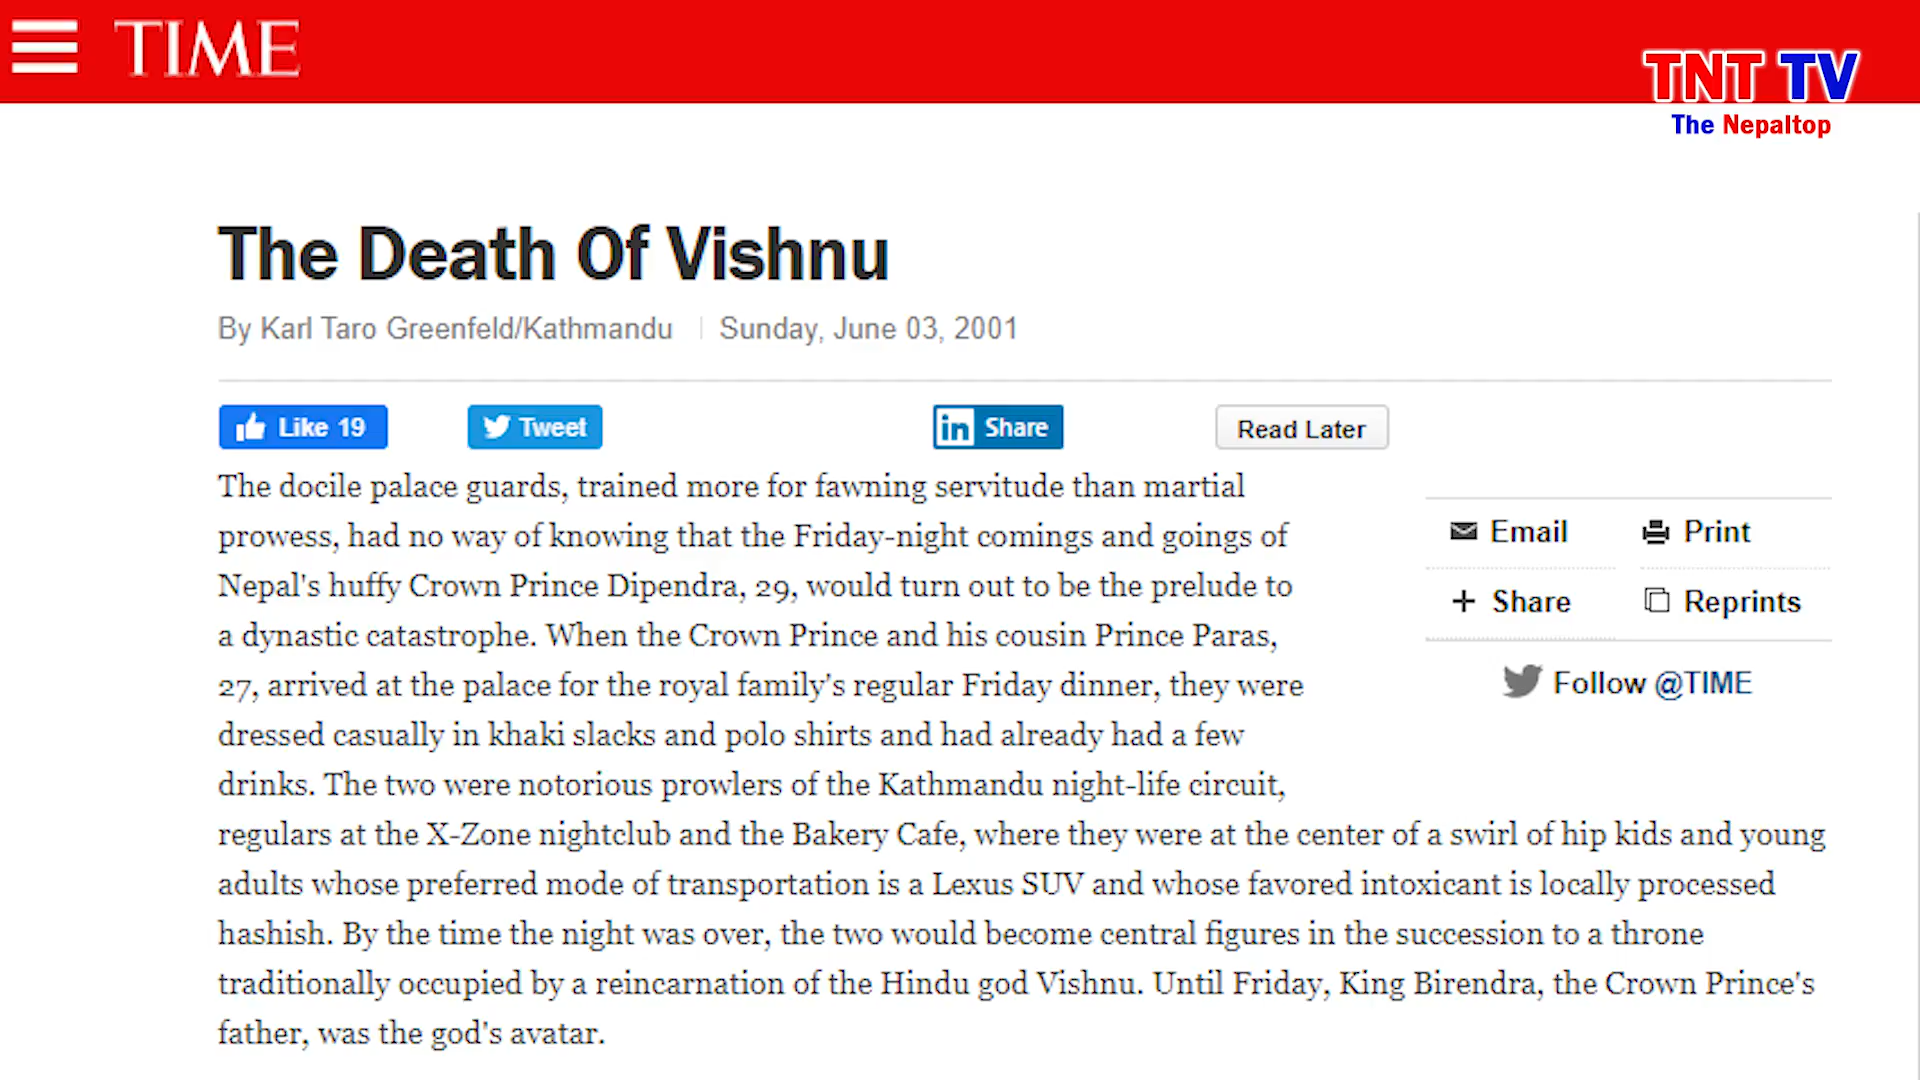 TIME
TNT TV
The Nepaltop
The Death Of Vishnu
By Karl Taro Greenfeld/Kathmandu | Sunday, June 03, 2001
Like 19
Tweet
in Share
Read Later
The docile palace guards, trained more for fawning servitude than martial
prowess, had no way of knowing that the Friday-night comings and goings of
Nepal's huffy Crown Prince Dipendra, 29, would turn out to be the prelude to
a dynastic catastrophe. When the Crown Prince and his cousin Prince Paras,
27, arrived at the palace for the royal family's regular Friday dinner, they were
dressed casually in khaki slacks and polo shirts and had already had a few
drinks. The two were notorious prowlers of the Kathmandu night-life circuit,
regulars at the X-Zone nightclub and the Bakery Cafe, where they were at the center of a swirl of hip kids and young
adults whose preferred mode of transportation is a Lexus SUV and whose favored intoxicant is locally processed
hashish. By the time the night was over, the two would become central figures in the succession to a throne
traditionally occupied by a reincarnation of the Hindu god Vishnu. Until Friday, King Birendra, the Crown Prince's
father, was the god's avatar.
Email
Print
+ Share
Reprints
Follow @TIME